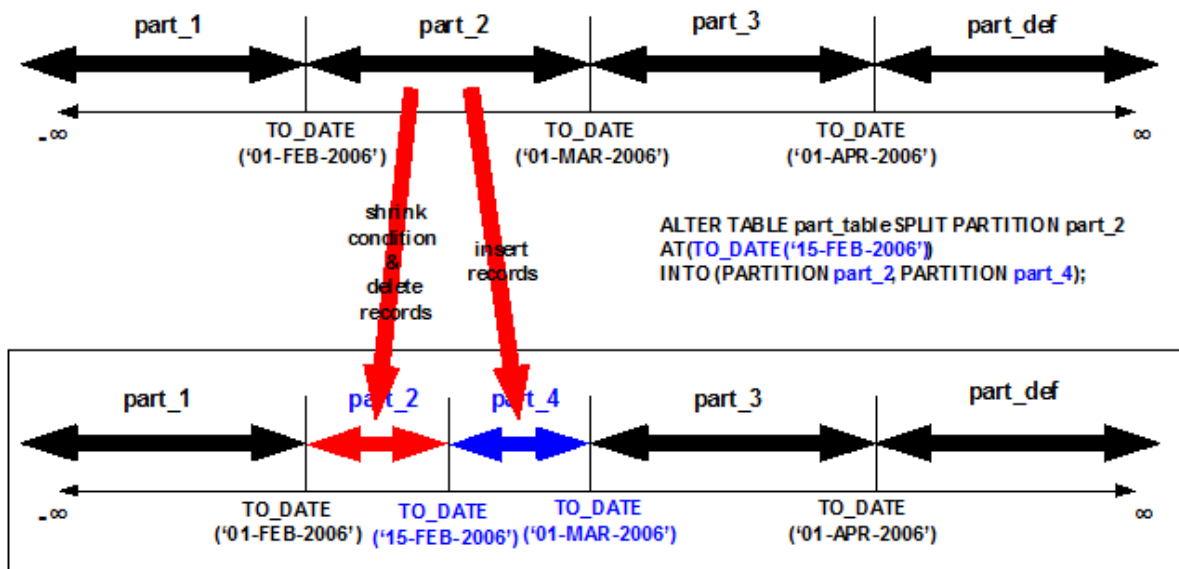 part_1 part_2 part_3 part_def
-∞ ∞
TO_DATE TO_DATE TO_DATE
(‘01-FEB-2006’) (‘01-MAR-2006’) (‘01-APR-2006’)
shrink
condition
&
delete
records
insert
records
ALTER TABLE part_table SPLIT PARTITION part_2
AT(TO_DATE(‘15-FEB-2006’))
INTO (PARTITION part_2, PARTITION part_4);
part_1 part_2 part_4 part_3 part_def
-∞ ∞
TO_DATE TO_DATE TO_DATE TO_DATE
(‘01-FEB-2006’) (‘15-FEB-2006’) (‘01-MAR-2006’) (‘01-APR-2006’)